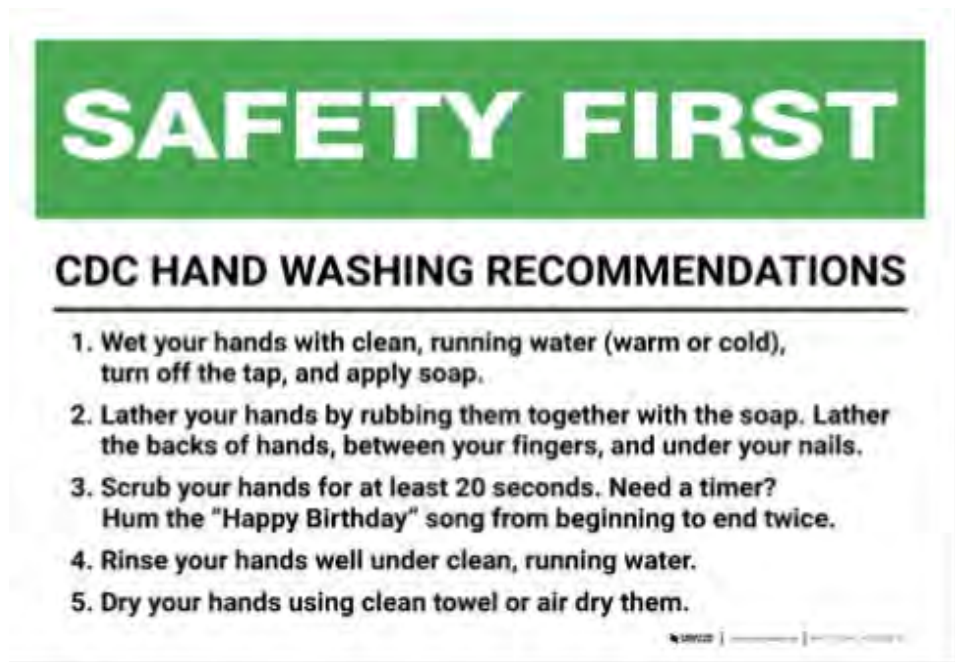 SAFETY FIRST
CDC HAND WASHING RECOMMENDATIONS
1. Wet your hands with clean, running water (warm or cold),
turn off the tap, and apply soap.
2. Lather your hands by rubbing them together with the soap. Lather
the backs of hands, between your fingers, and under your nails.
3. Scrub your hands for at least 20 seconds. Need a timer?
Hum the "Happy Birthday" song from beginning to end twice.
4. Rinse your hands well under clean, running water.
5. Dry your hands using clean towel or air dry them.